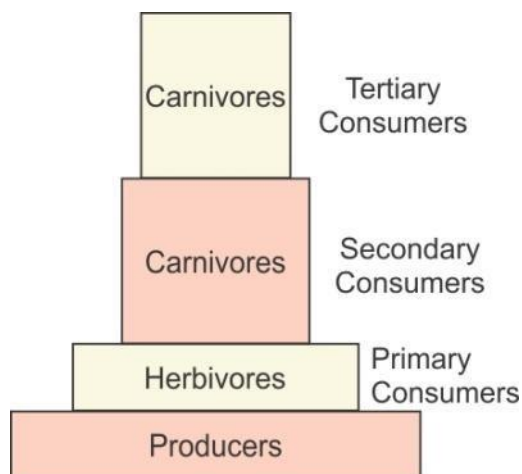 Carnivores
Tertiary
Consumers
Carnivores
Secondary
Consumers
Herbivores
Primary
Consumers
Producers